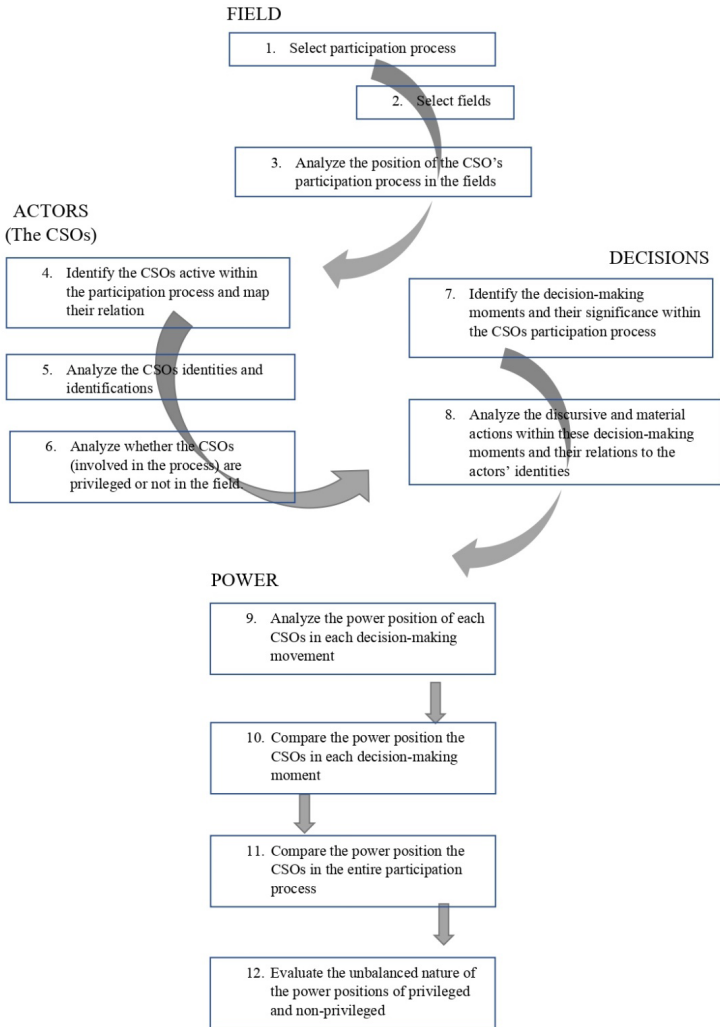 FIELD
1. Select participation process
2. Select fields
3. Analyze the position of the CSO’s
participation process in the fields
ACTORS
(The CSOs)
4. Identify the CSOs active within
the participation process and map
their relation
5. Analyze the CSOs identities and
identifications
6. Analyze whether the CSOs
(involved in the process) are
privileged or not in the field.
DECISIONS
7. Identify the decision-making
moments and their significance within
the CSOs participation process
8. Analyze the discursive and material
actions within these decision-making
moments and their relations to the
actors’ identities
POWER
9. Analyze the power position of each
CSOs in each decision-making
movement
10. Compare the power position the
CSOs in each decision-making
moment
11. Compare the power position the
CSOs in the entire participation
process
12. Evaluate the unbalanced nature of
the power positions of privileged
and non-privileged